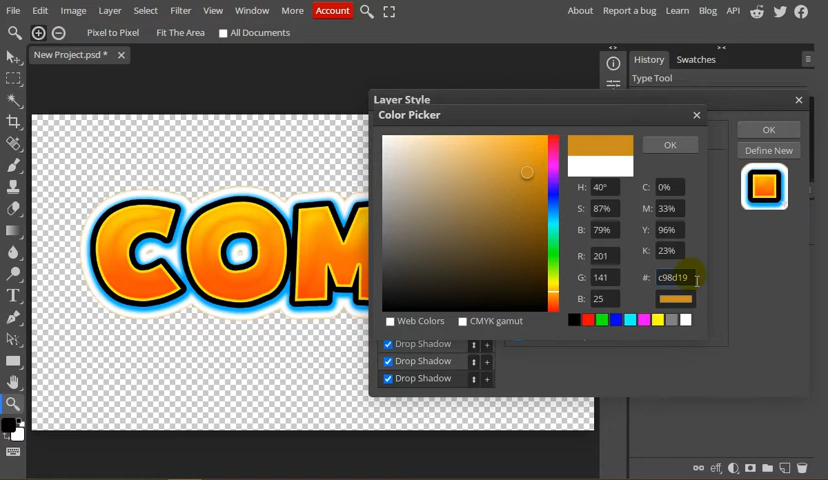 File Edit Image Layer Select Filter View Window More Account About Report a bug Learn Blog API
Pixel to Pixel Fit The Area All Documents
New Project.psd * History Swatches
Type Tool
Layer Style
Color Picker
OK OK
Define New
H: 40° C: 0%
S: 87% M: 33%
B: 79% Y: 96%
K: 23%
R: 201
G: 141 #: c98d19
B: 25
Web Colors CMYK gamut
COM
Drop Shadow
Drop Shadow
Drop Shadow
eff